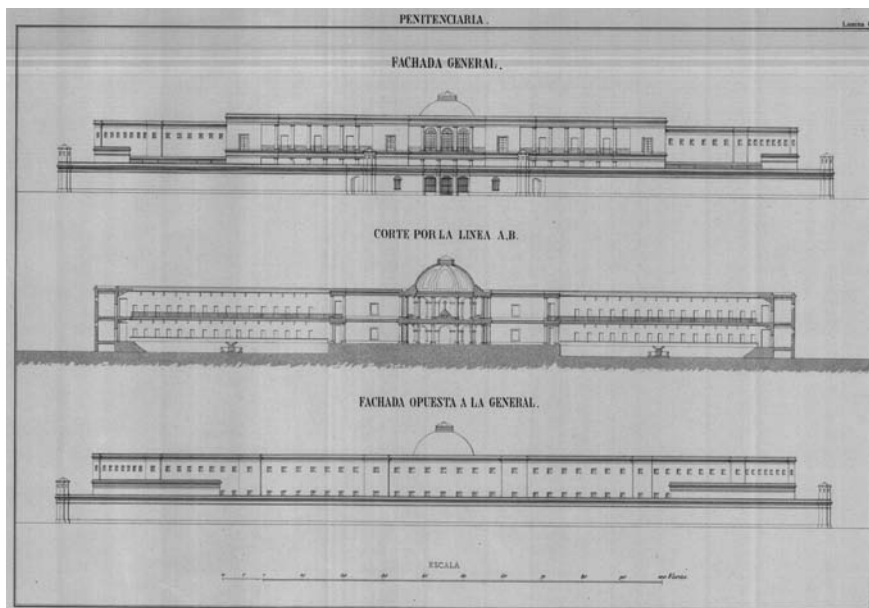 PENITENCIARIA.
Lamina
FACHADA GENERAL.
CORTE POR LA LINEA A.B.
FACHADA OPUESTA A LA GENERAL.
ESCALA
Varas